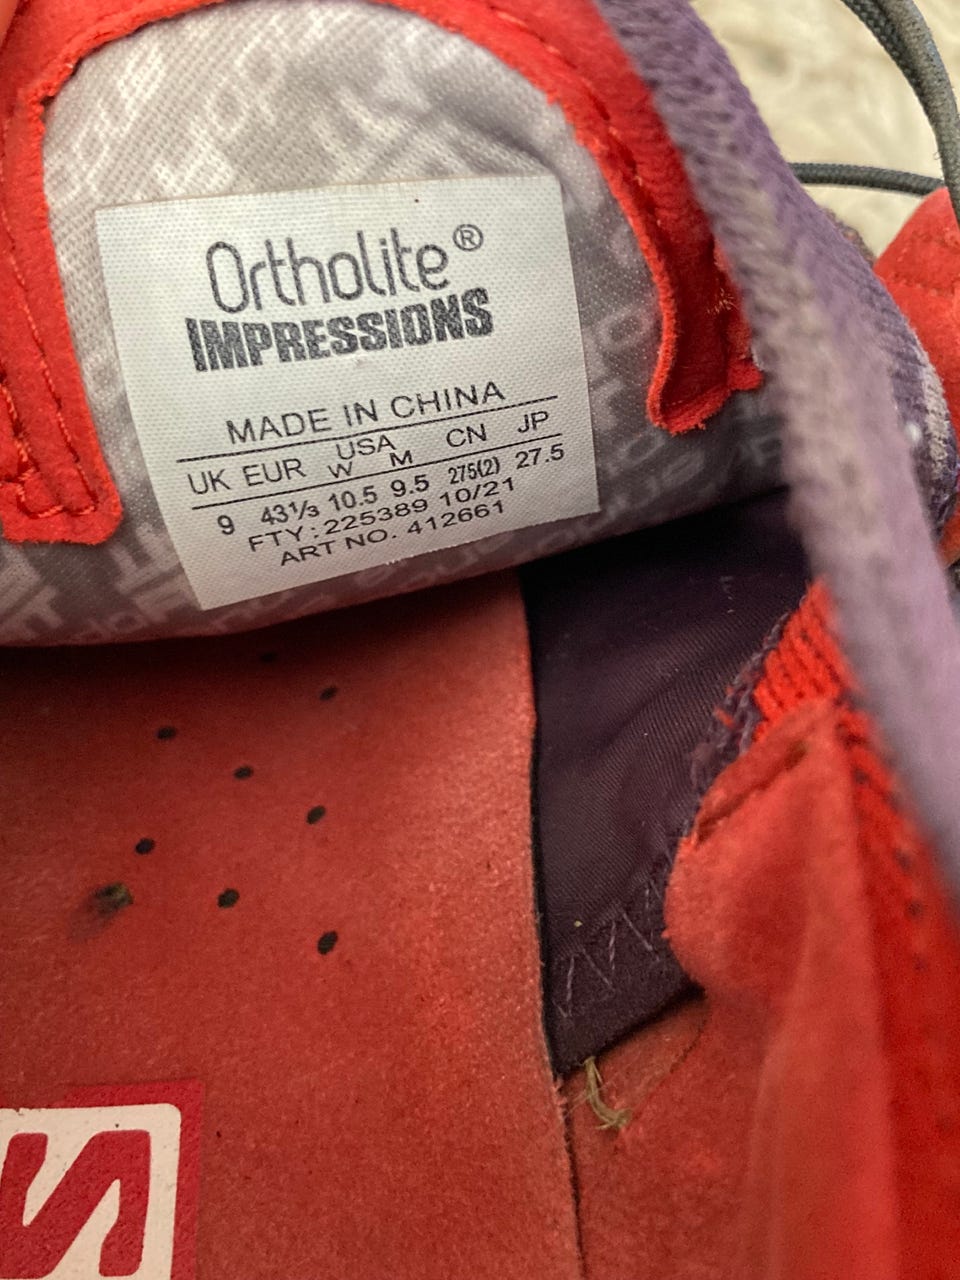 Ortholite®
IMPRESSIONS
MADE IN CHINA
UK EUR USA CN JP
W M
9 43⅓ 10.5 9.5 275(2) 27.5
FTY: 225389 10/21
ART NO. 412661